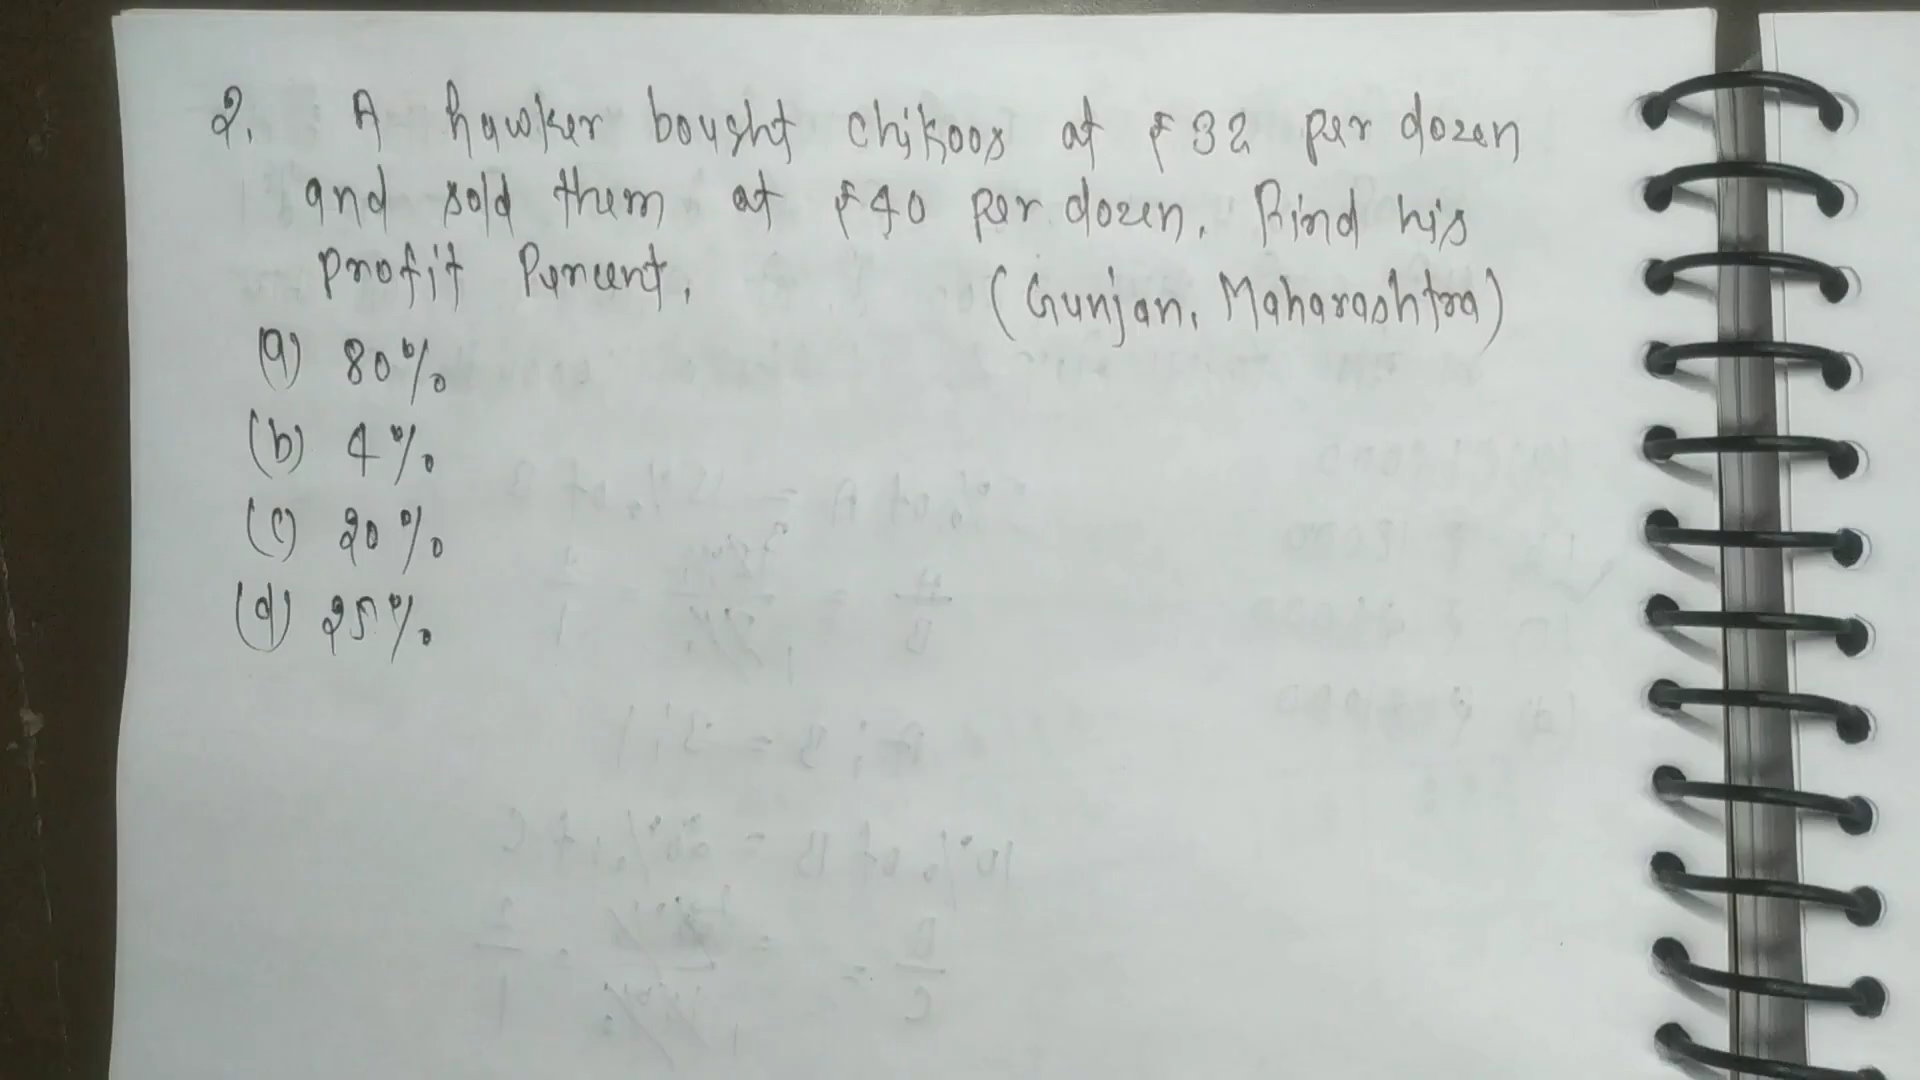 2. A hawker bought chikoos at ₹32 per dozen
and sold them at ₹40 per dozen. Find his
profit Percent.
(Gunjan, Maharashtra)
(a) 80%
(b) 4%
(c) 20%
(d) 25%